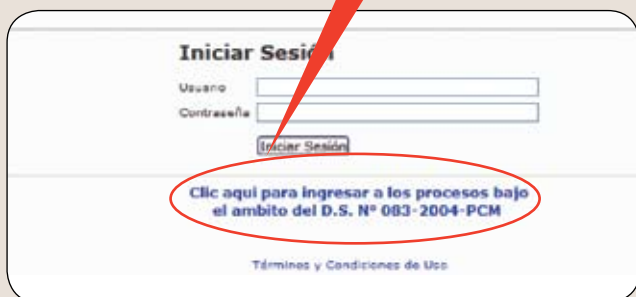 Iniciar Sesión
Usuario
Contraseña
Iniciar Sesión
Clic aqui para ingresar a los procesos bajo
el ambito del D.S. Nº 083-2004-PCM
Términos y Condiciones de Uso